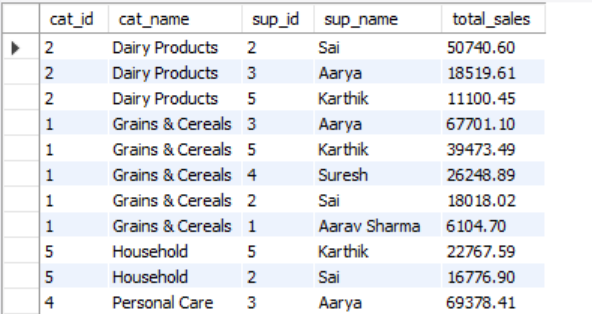 cat_id cat_name sup_id sup_name total_sales
2 Dairy Products 2 Sai 50740.60
2 Dairy Products 3 Aarya 18519.61
2 Dairy Products 5 Karthik 11100.45
1 Grains & Cereals 3 Aarya 67701.10
1 Grains & Cereals 5 Karthik 39473.49
1 Grains & Cereals 4 Suresh 26248.89
1 Grains & Cereals 2 Sai 18018.02
1 Grains & Cereals 1 Aarav Sharma 6104.70
5 Household 5 Karthik 22767.59
5 Household 2 Sai 16776.90
4 Personal Care 3 Aarya 69378.41